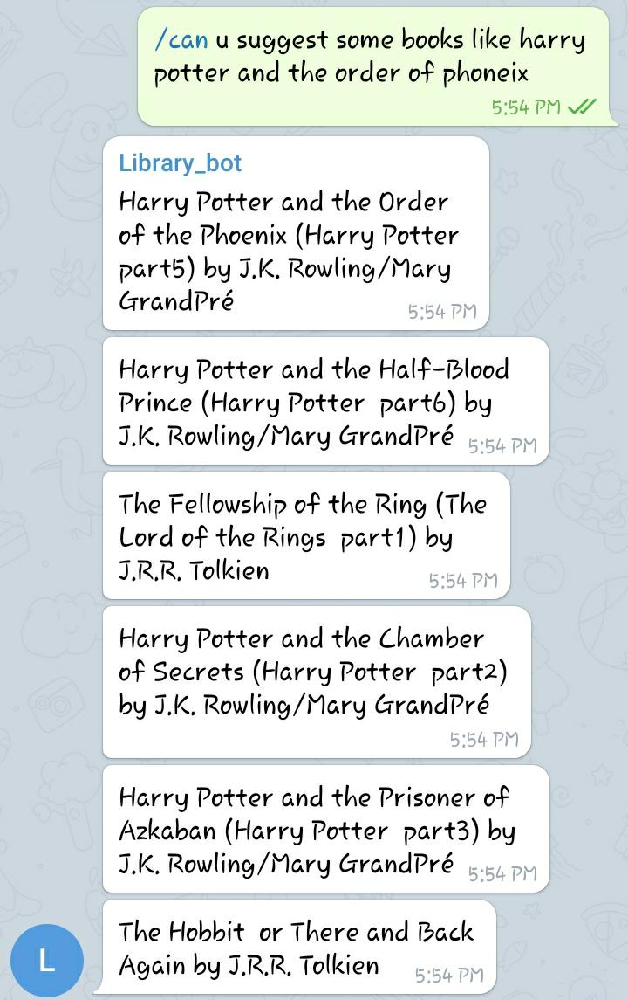 /can u suggest some books like harry
potter and the order of phoneix
5:54 PM
Library_bot
Harry Potter and the Order
of the Phoenix (Harry Potter
part5) by J.K. Rowling/Mary
GrandPré
5:54 PM
Harry Potter and the Half-Blood
Prince (Harry Potter  part6) by
J.K. Rowling/Mary GrandPré
5:54 PM
The Fellowship of the Ring (The
Lord of the Rings  part1) by
J.R.R. Tolkien
5:54 PM
Harry Potter and the Chamber
of Secrets (Harry Potter  part2)
by J.K. Rowling/Mary GrandPré
5:54 PM
Harry Potter and the Prisoner of
Azkaban (Harry Potter  part3) by
J.K. Rowling/Mary GrandPré
5:54 PM
The Hobbit  or There and Back
Again by J.R.R. Tolkien
5:54 PM
L